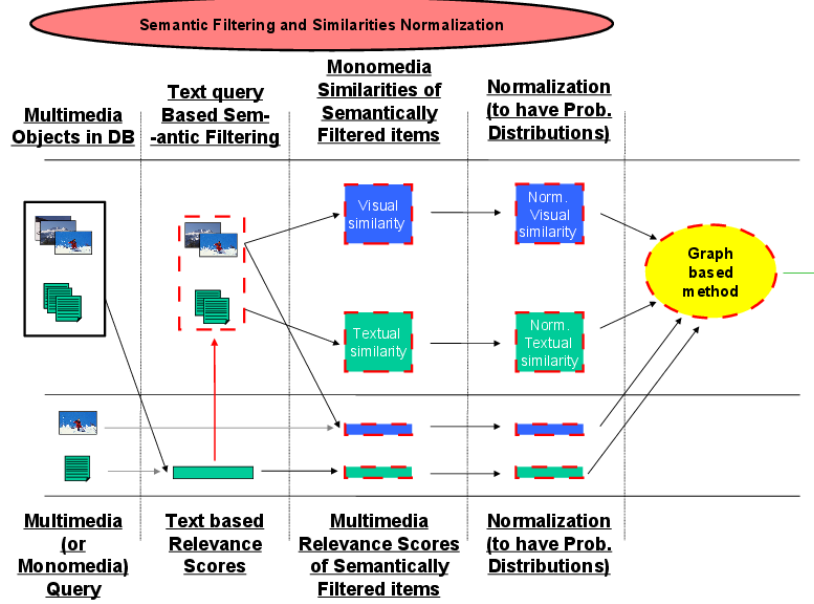 Semantic Filtering and Similarities Normalization
Multimedia
Objects in DB
Text query
Based Sem-
-antic Filtering
Monomedia
Similarities of
Semantically
Filtered items
Normalization
(to have Prob.
Distributions)
Visual
similarity
Norm.
Visual
similarity
Graph
based
method
Textual
similarity
Norm.
Textual
similarity
Multimedia
(or
Monomedia)
Query
Text based
Relevance
Scores
Multimedia
Relevance Scores
of Semantically
Filtered items
Normalization
(to have Prob.
Distributions)